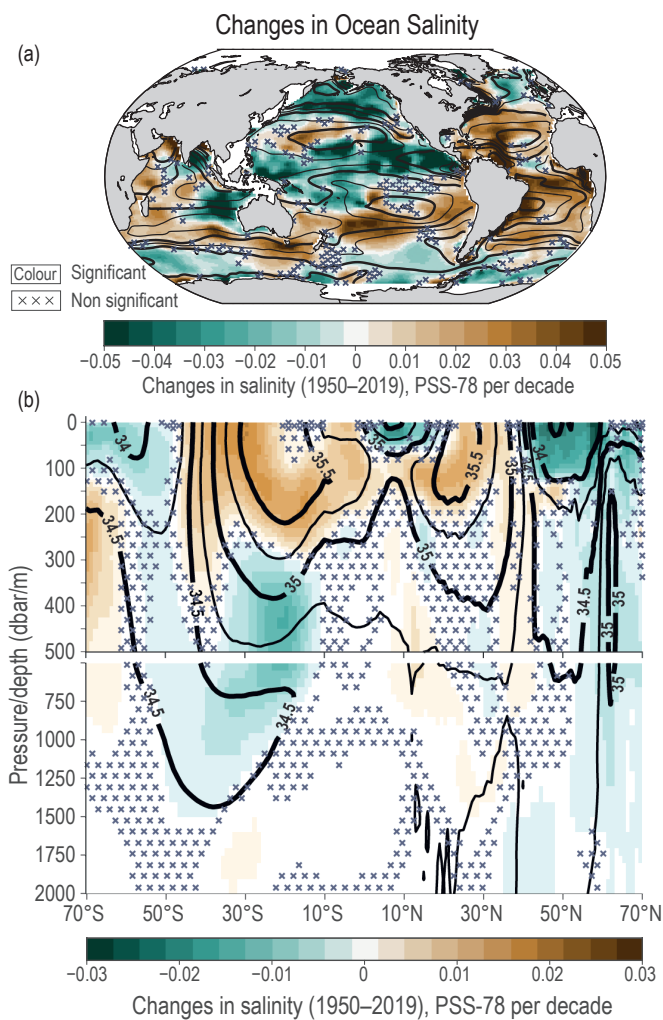 Changes in Ocean Salinity
(a)
Colour Significant
××× Non significant
−0.05 −0.04 −0.03 −0.02 −0.01 0 0.01 0.02 0.03 0.04 0.05
Changes in salinity (1950–2019), PSS-78 per decade
(b)
Pressure/depth (dbar/m)
0
100
200
300
400
500
750
1000
1250
1500
1750
2000
34
34.5
34.5
34.5
35.5
35
35
35
35.5
35
34
34.5
35
35
35
70°S 50°S 30°S 10°S 10°N 30°N 50°N 70°N
−0.03 −0.02 −0.01 0 0.01 0.02 0.03
Changes in salinity (1950–2019), PSS-78 per decade